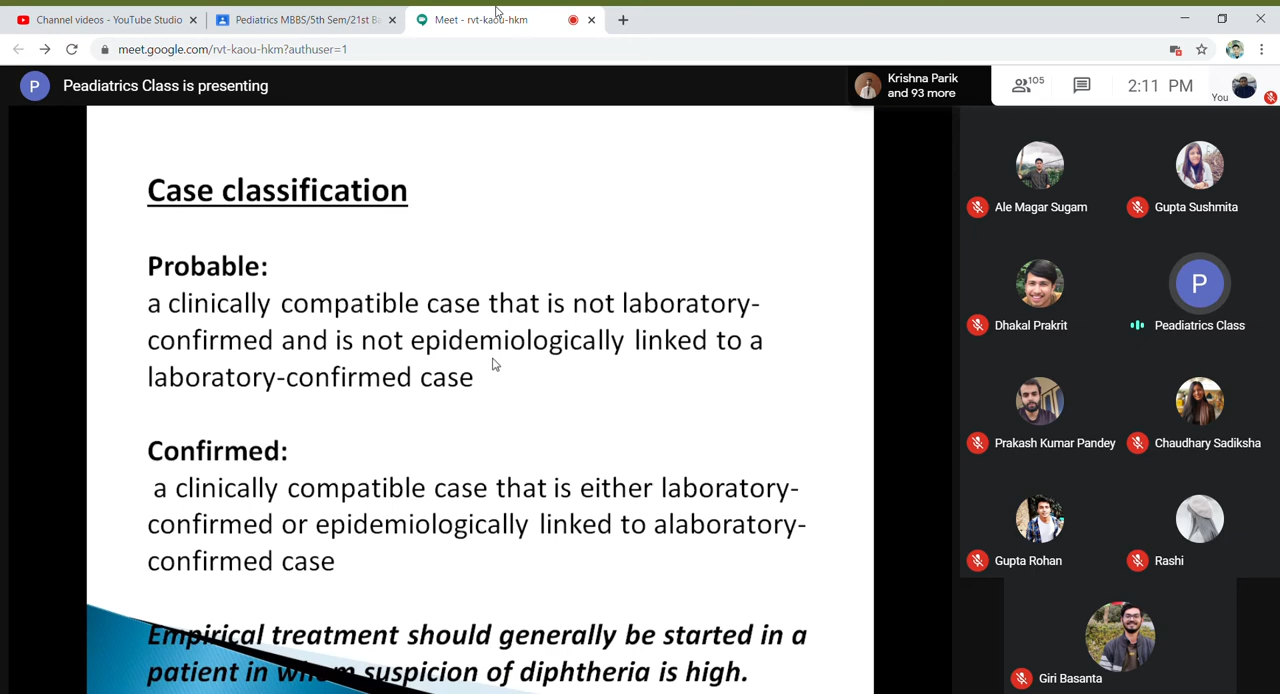 Channel videos - YouTube Studio
Pediatrics MBBS/5th Sem/21st Ba
Meet - rvt-kaou-hkm
meet.google.com/rvt-kaou-hkm?authuser=1
P
Peadiatrics Class is presenting
Krishna Parik
and 93 more
105
2:11 PM
You
Case classification
Probable:
a clinically compatible case that is not laboratory-
confirmed and is not epidemiologically linked to a
laboratory-confirmed case
Confirmed:
a clinically compatible case that is either laboratory-
confirmed or epidemiologically linked to alaboratory-
confirmed case
Empirical treatment should generally be started in a
patient in whom suspicion of diphtheria is high.
Ale Magar Sugam
Gupta Sushmita
P
Dhakal Prakrit
Peadiatrics Class
Prakash Kumar Pandey
Chaudhary Sadiksha
Gupta Rohan
Rashi
Giri Basanta